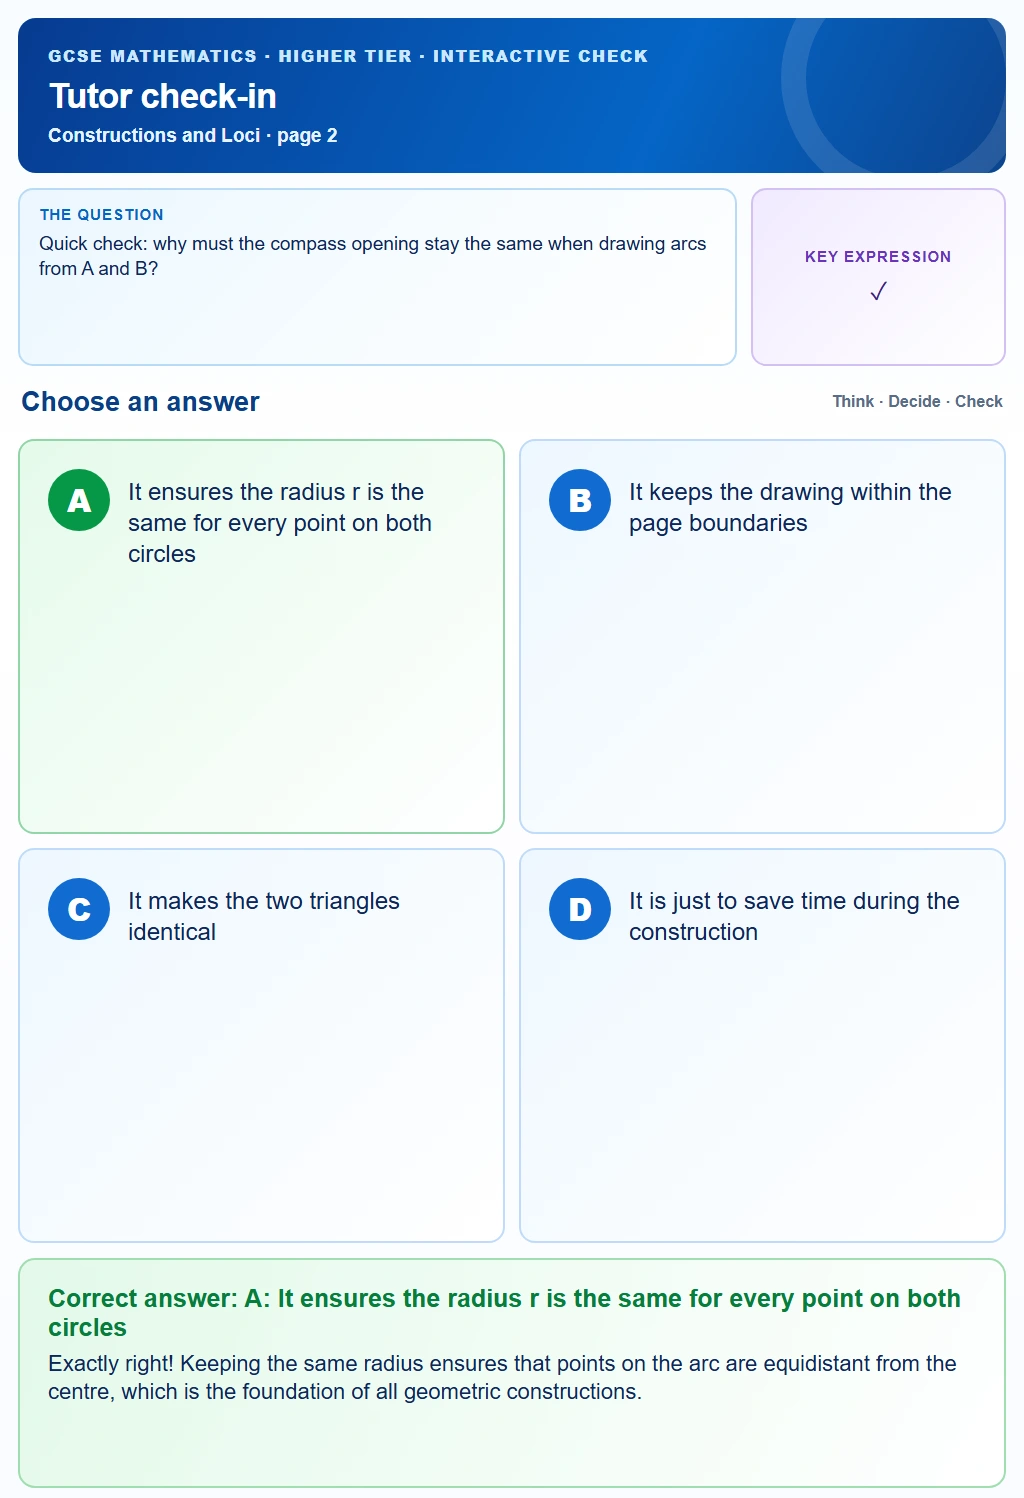 GCSE MATHEMATICS · HIGHER TIER · INTERACTIVE CHECK
Tutor check-in
Constructions and Loci · page 2
THE QUESTION
Quick check: why must the compass opening stay the same when drawing arcs
from A and B?
KEY EXPRESSION
✓
Choose an answer
Think · Decide · Check
A
It ensures the radius r is the
same for every point on both
circles
B
It keeps the drawing within the
page boundaries
C
It makes the two triangles
identical
D
It is just to save time during the
construction
Correct answer: A: It ensures the radius r is the same for every point on both
circles
Exactly right! Keeping the same radius ensures that points on the arc are equidistant from the
centre, which is the foundation of all geometric constructions.